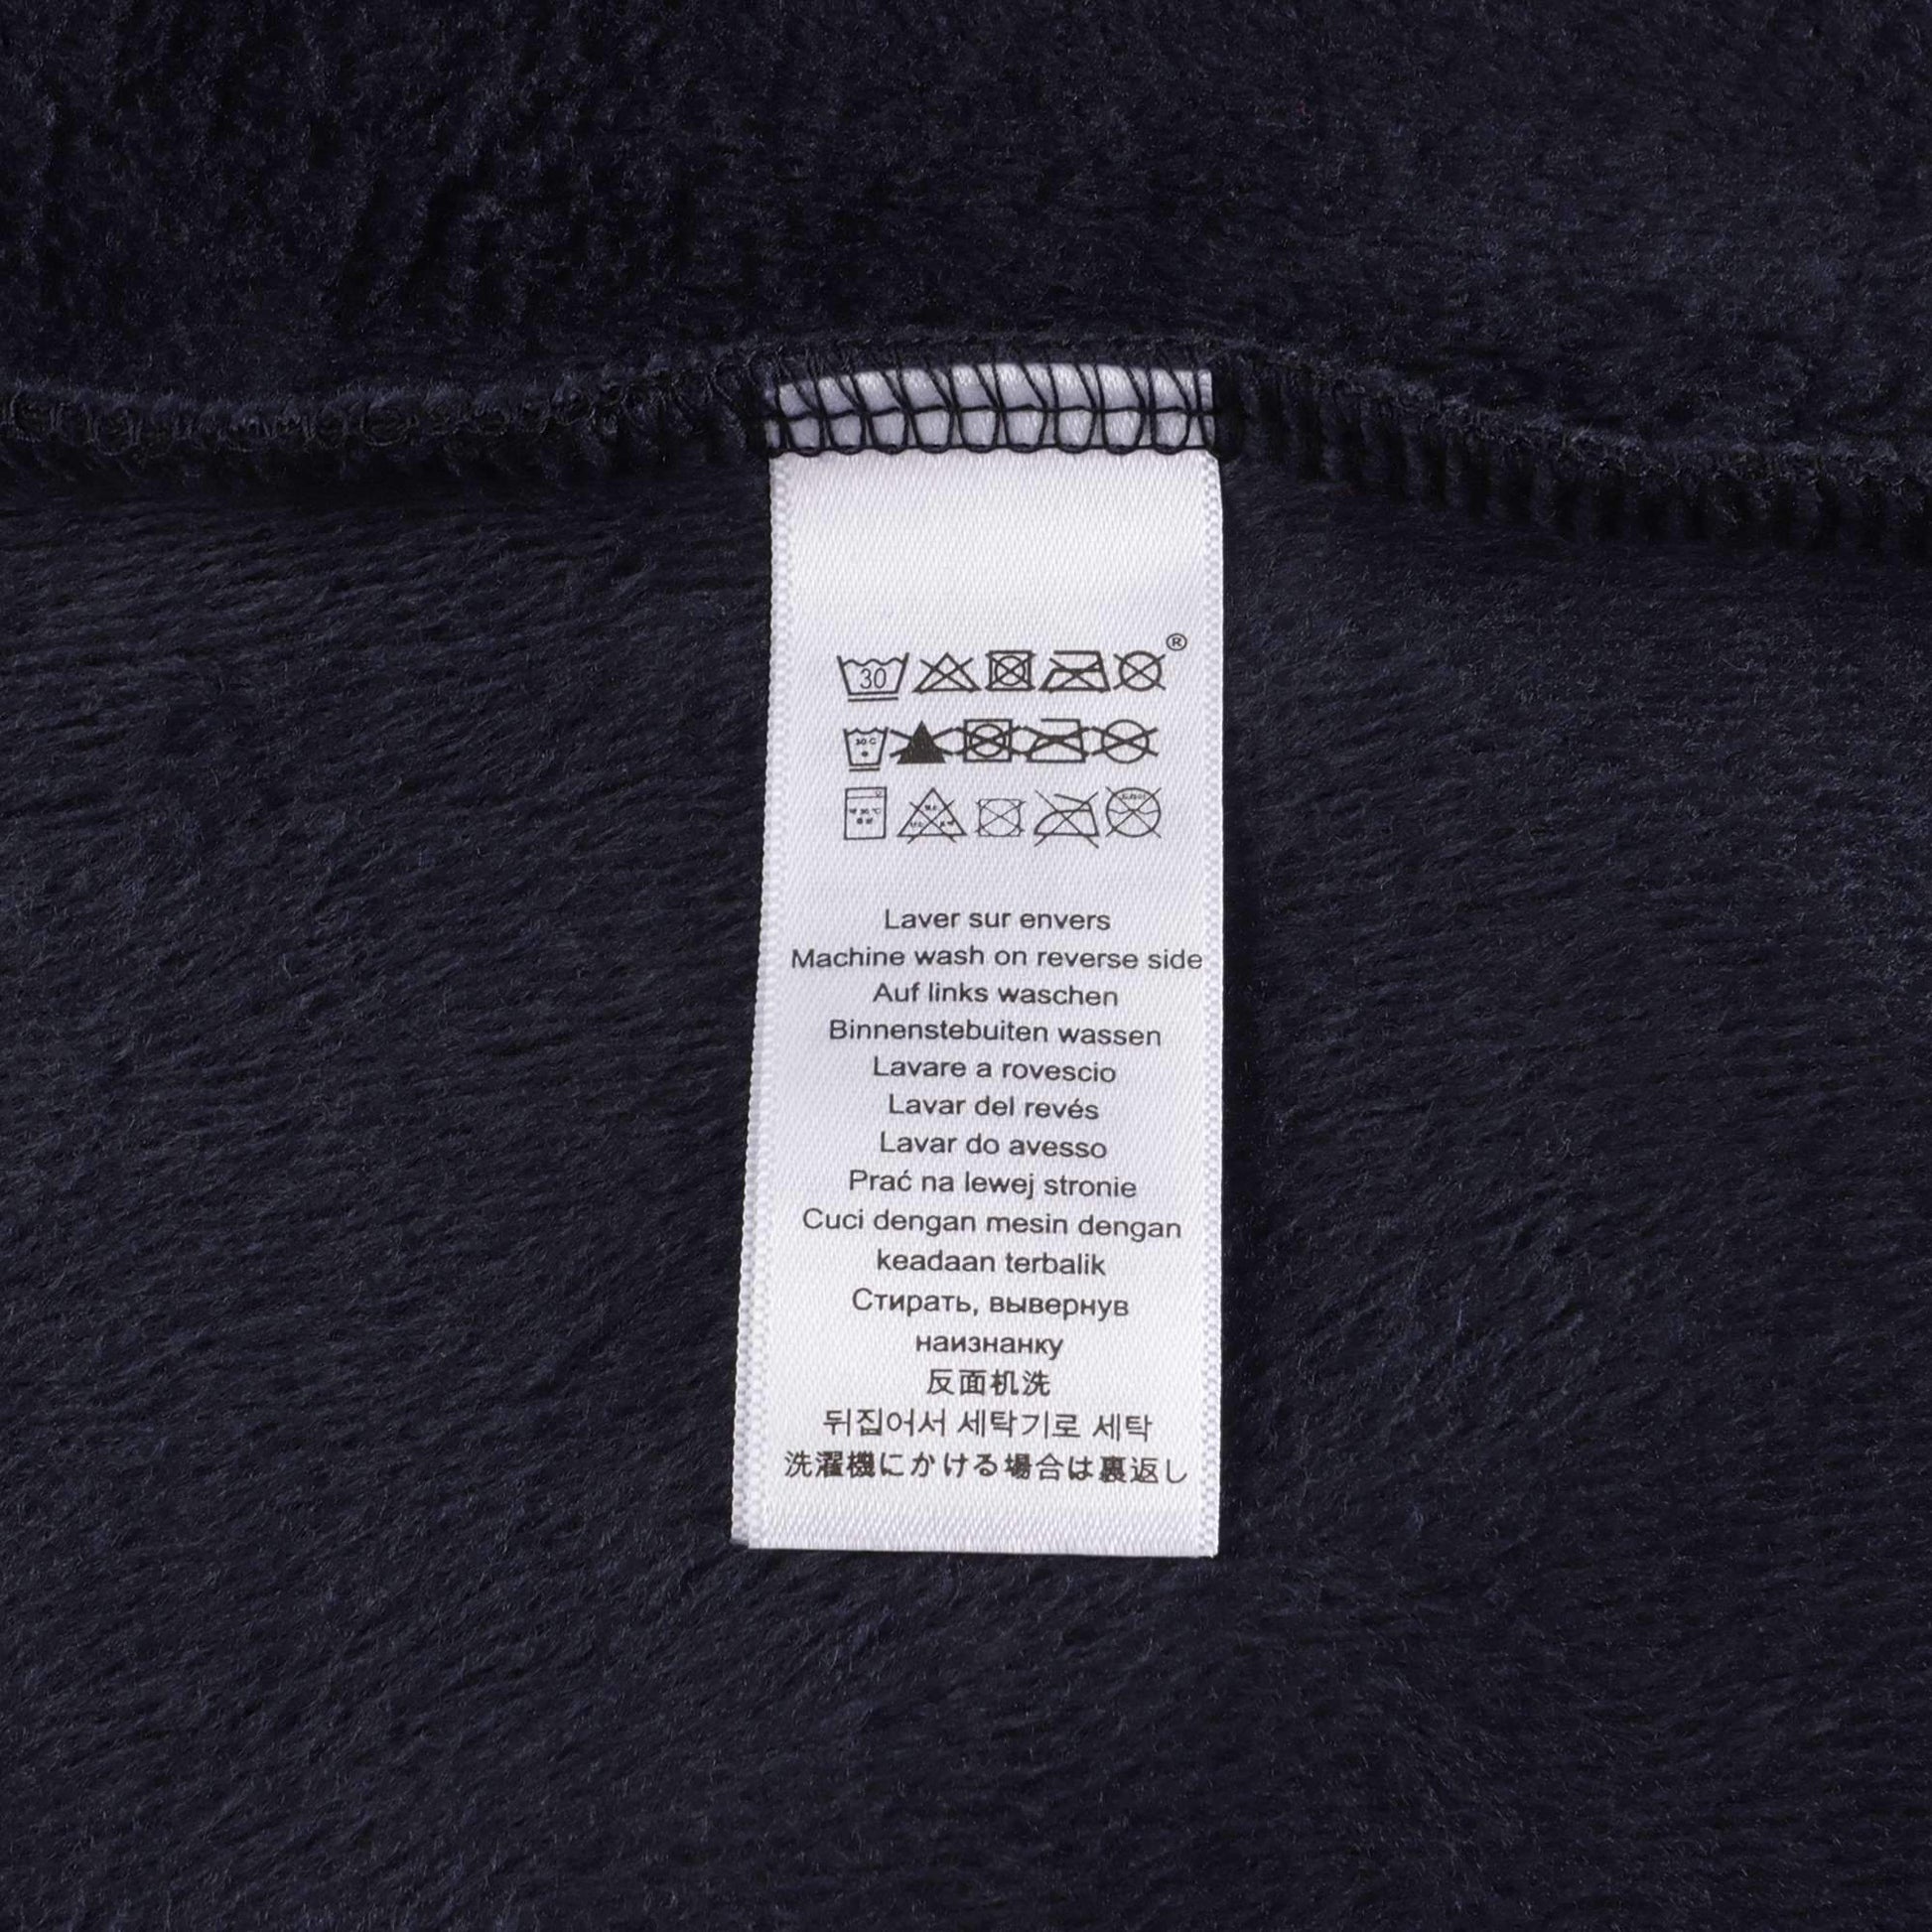 ®
30
30 C
Laver sur envers
Machine wash on reverse side
Auf links waschen
Binnenstebuiten wassen
Lavare a rovescio
Lavar del revés
Lavar do avesso
Prać na lewej stronie
Cuci dengan mesin dengan
keadaan terbalik
Стирать, вывернув
наизнанку
反面机洗
뒤집어서 세탁기로 세탁
洗濯機にかける場合は裏返し